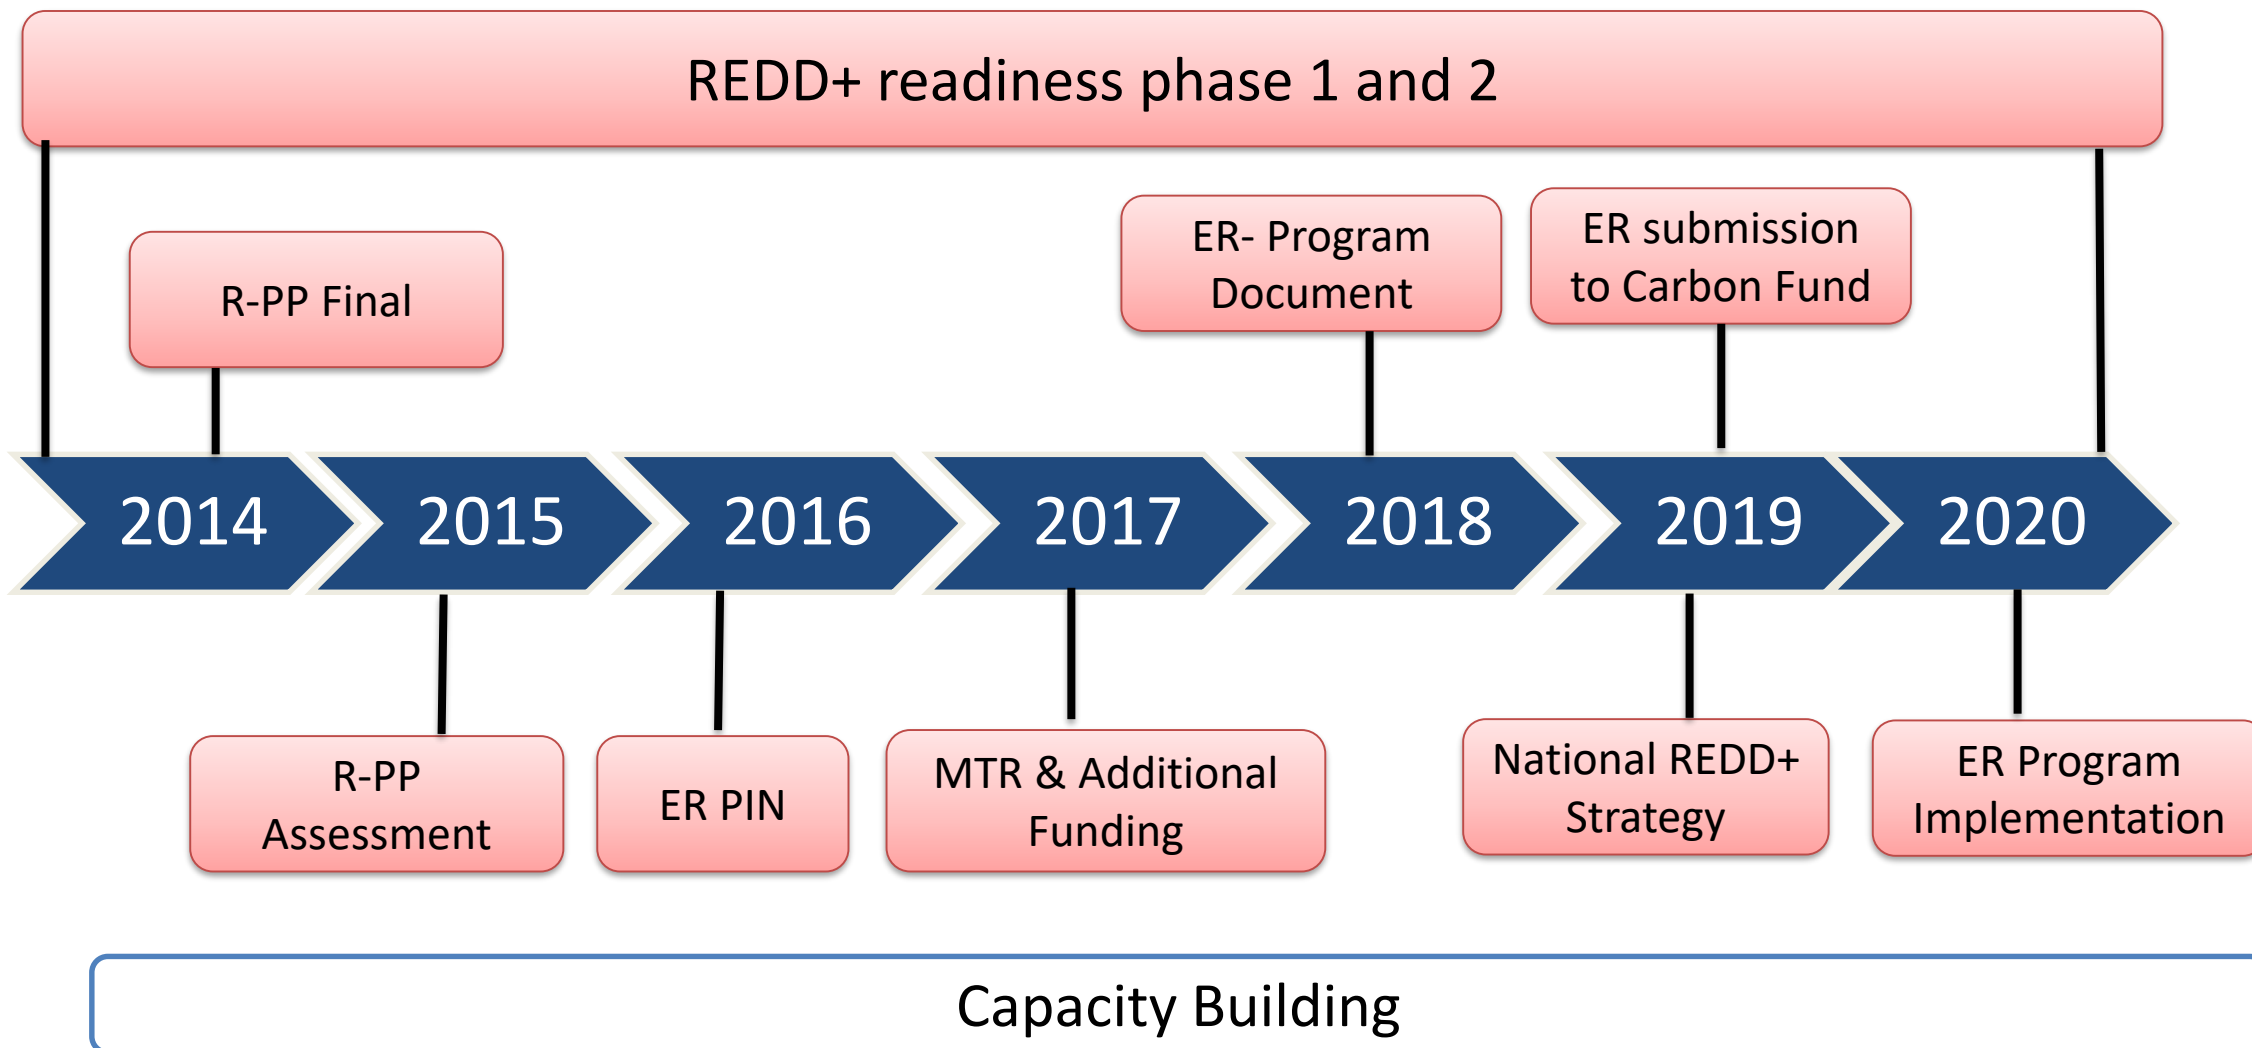 REDD+ readiness phase 1 and 2
R-PP Final
ER- Program
Document
ER submission
to Carbon Fund
2014
2015
2016
2017
2018
2019
2020
R-PP
Assessment
ER PIN
MTR & Additional
Funding
National REDD+
Strategy
ER Program
Implementation
Capacity Building